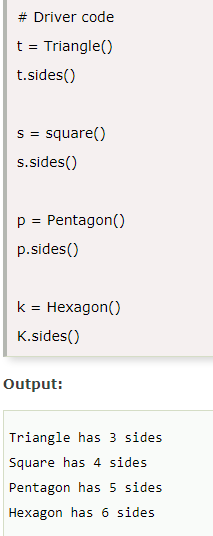 # Driver code
t = Triangle()
t.sides()
s = square()
s.sides()
p = Pentagon()
p.sides()
k = Hexagon()
K.sides()
Output:
Triangle has 3 sides
Square has 4 sides
Pentagon has 5 sides
Hexagon has 6 sides